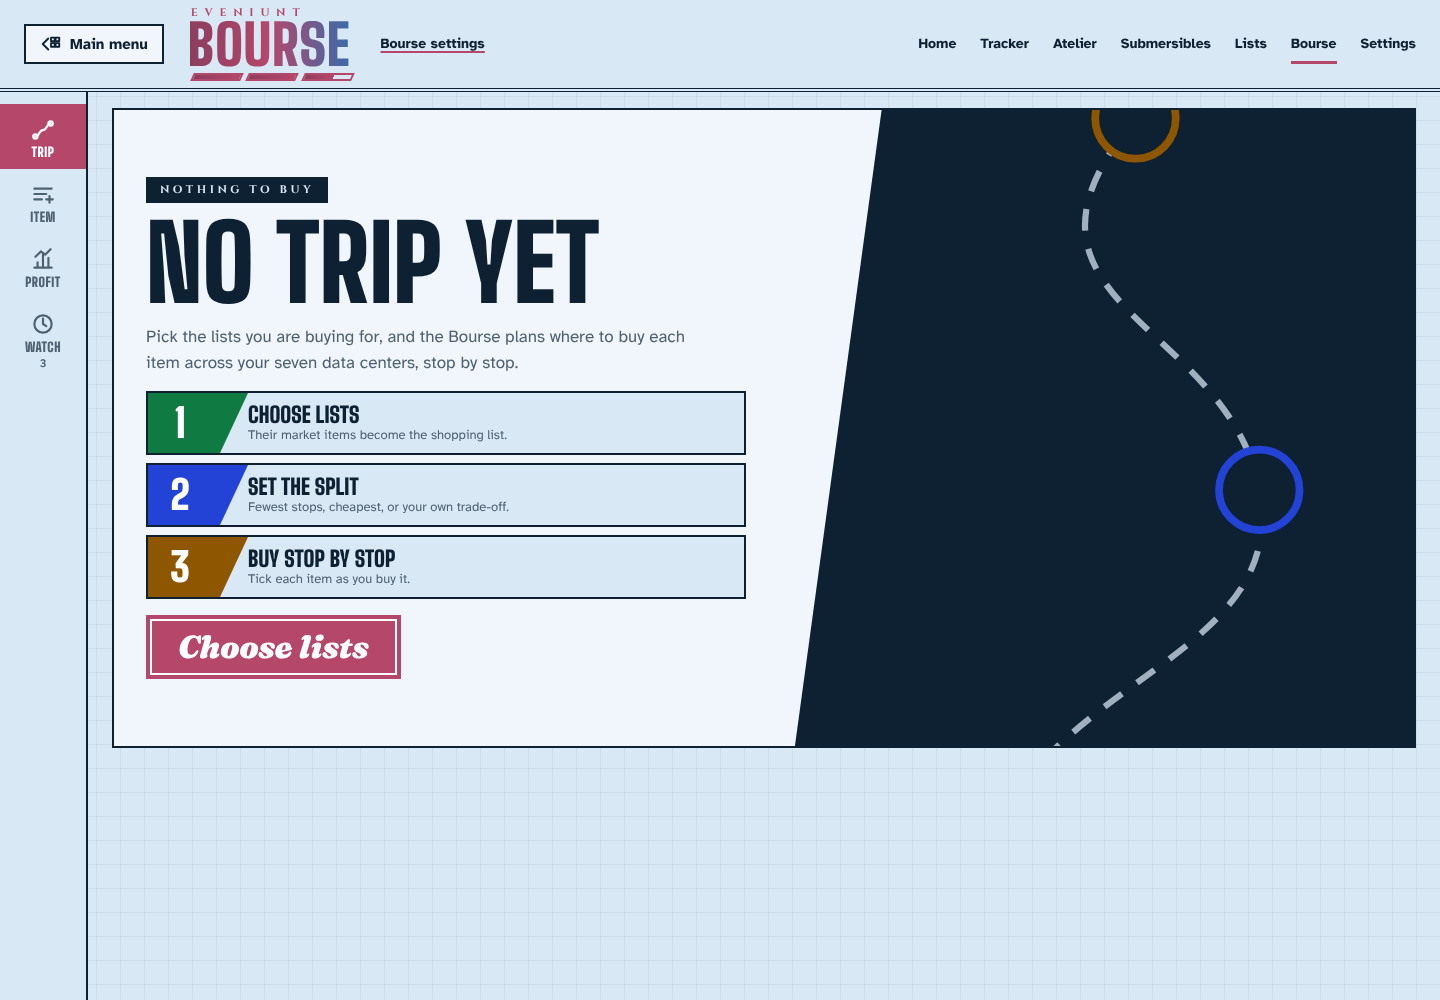 Main menu
EVENIUNT
BOURSE
Bourse settings
Home
Tracker
Atelier
Submersibles
Lists
Bourse
Settings
TRIP
ITEM
PROFIT
WATCH
3
NOTHING TO BUY
NO TRIP YET
Pick the lists you are buying for, and the Bourse plans where to buy each
item across your seven data centers, stop by stop.
1
CHOOSE LISTS
Their market items become the shopping list.
2
SET THE SPLIT
Fewest stops, cheapest, or your own trade-off.
3
BUY STOP BY STOP
Tick each item as you buy it.
Choose lists